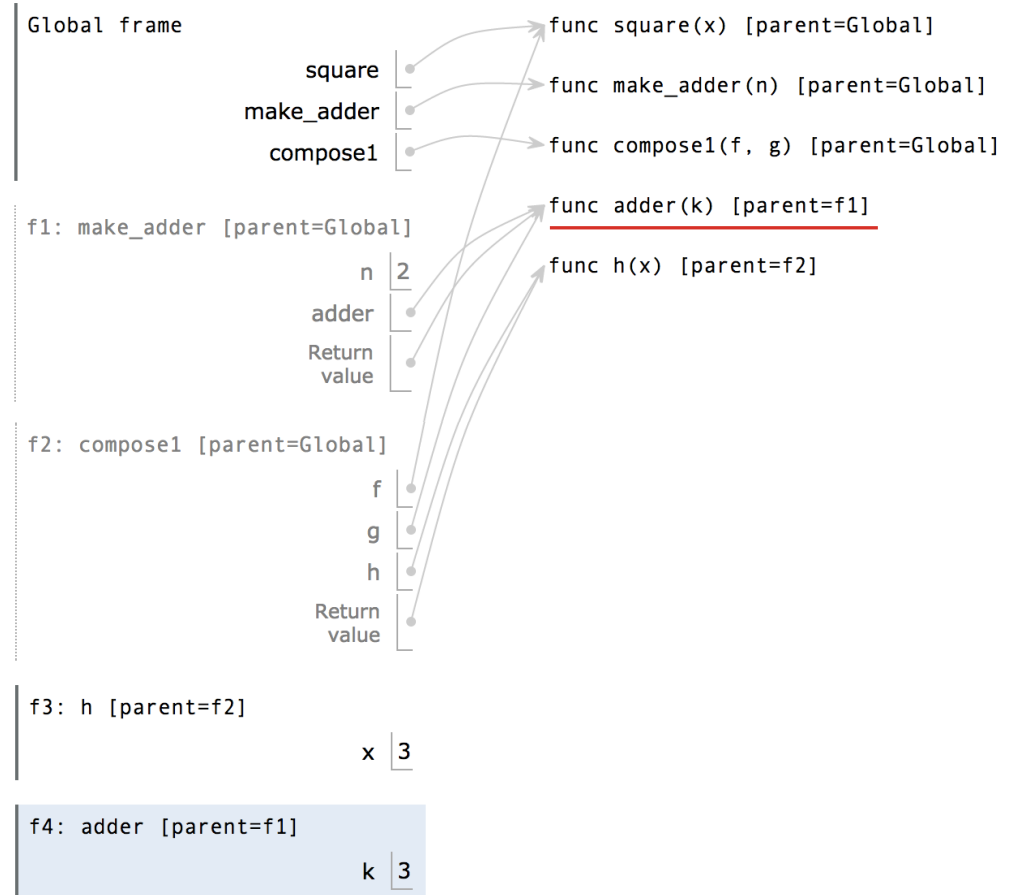 Global frame
func square(x) [parent=Global]
square
func make_adder(n) [parent=Global]
make_adder
func compose1(f, g) [parent=Global]
compose1
func adder(k) [parent=f1]
f1: make_adder [parent=Global]
func h(x) [parent=f2]
n 2
adder
Return
value
f2: compose1 [parent=Global]
f
g
h
Return
value
f3: h [parent=f2]
x 3
f4: adder [parent=f1]
k 3